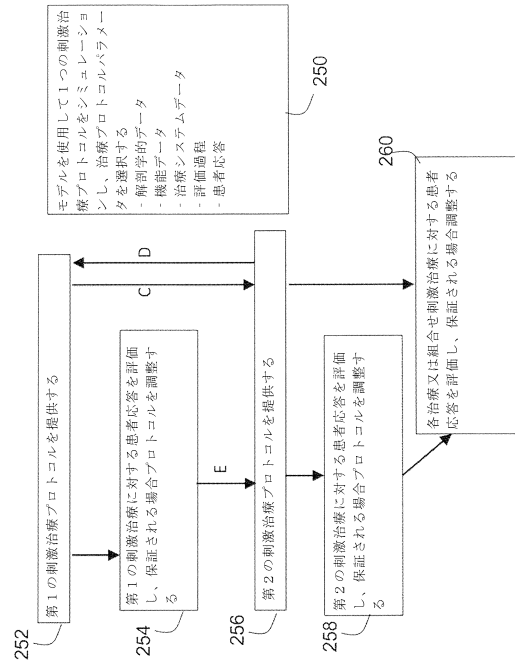 モデルを使用して１つの刺激治
療プロトコルをシミュレーショ
ンし、治療プロトコルパラメー
タを選択する
- 解剖学的データ
- 機能データ
- 治療システムデータ
- 評価過程
- 患者応答
250
252
第１の刺激治療プロトコルを提供する
254
第１の刺激治療に対する患者応答を評価
し、保証される場合プロトコルを調整す
る
C
D
E
256
第２の刺激治療プロトコルを提供する
258
第２の刺激治療に対する患者応答を評価
し、保証される場合プロトコルを調整す
る
260
各治療又は組合せ刺激治療に対する患者
応答を評価し、保証される場合調整する